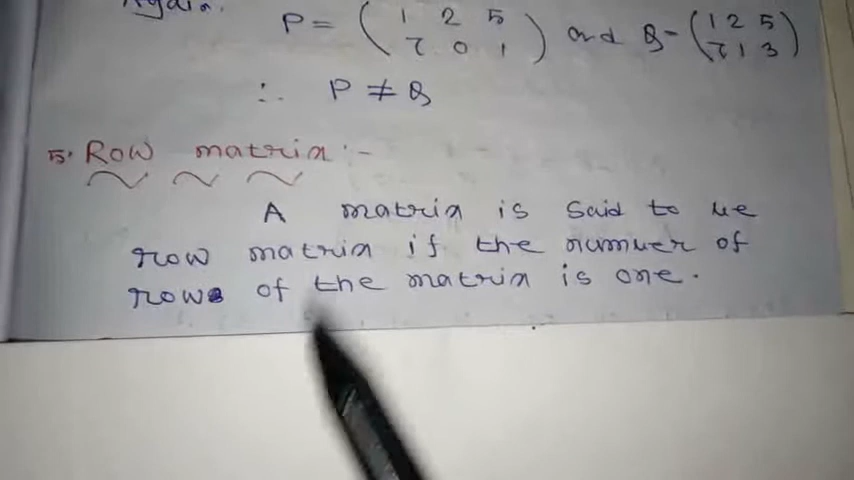 Again.
P = ( 1 2 5 ) and Q = ( 1 2 5 )
7 0 1 7 1 3
∴ P ≠ Q
5. Row matrix :-
A matrix is said to be
row matrix if the number of
rows of the matrix is one.